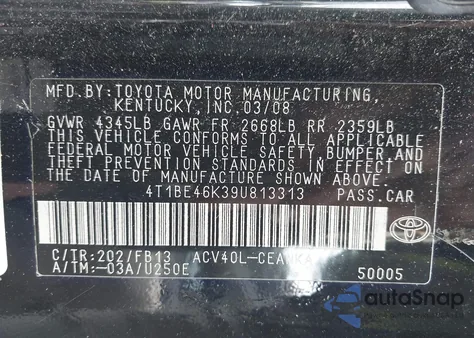 MFD.BY:TOYOTA MOTOR MANUFACTURING,
KENTUCKY,INC.03/08
GVWR 4345LB GAWR FR 2668LB RR 2359LB
THIS VEHICLE CONFORMS TO ALL APPLICABLE
FEDERAL MOTOR VEHICLE SAFETY, BUMPER AND
THEFT PREVENTION STANDARDS IN EFFECT ON
THE DATE OF MANUFACTURE SHOWN ABOVE.
4T1BE46K39U813313 PASS.CAR
C/TR:202/FB13
A/TM:-03A/U250E
TOYOTA
50005
autoSnap